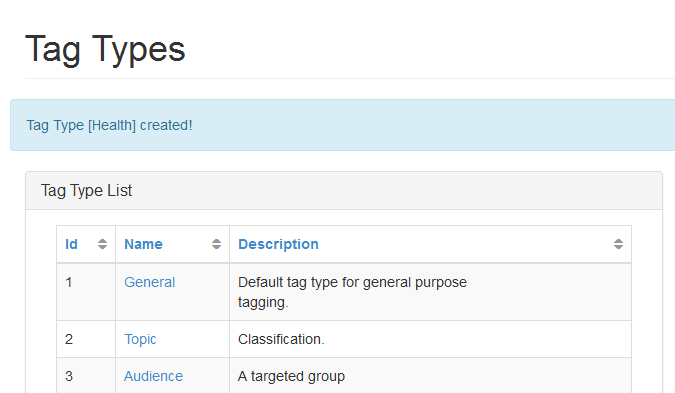 Tag Types
Tag Type [Health] created!
Tag Type List
Id Name Description
1 General Default tag type for general purpose
tagging.
2 Topic Classification.
3 Audience A targeted group